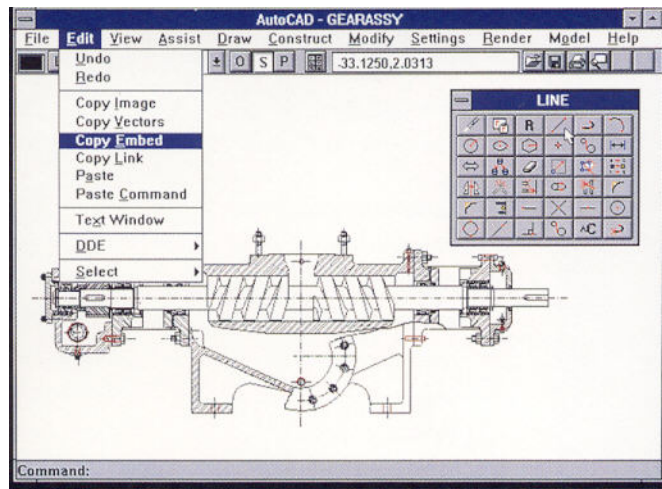 AutoCAD - GEARASSY
File Edit View Assist Draw Construct Modify Settings Render Model Help
O S P -33.1250,2.0313
Undo
Redo
Copy Image
Copy Vectors
Copy Embed
Copy Link
Paste
Paste Command
Text Window
DDE
Select
LINE
R
^C
Command: